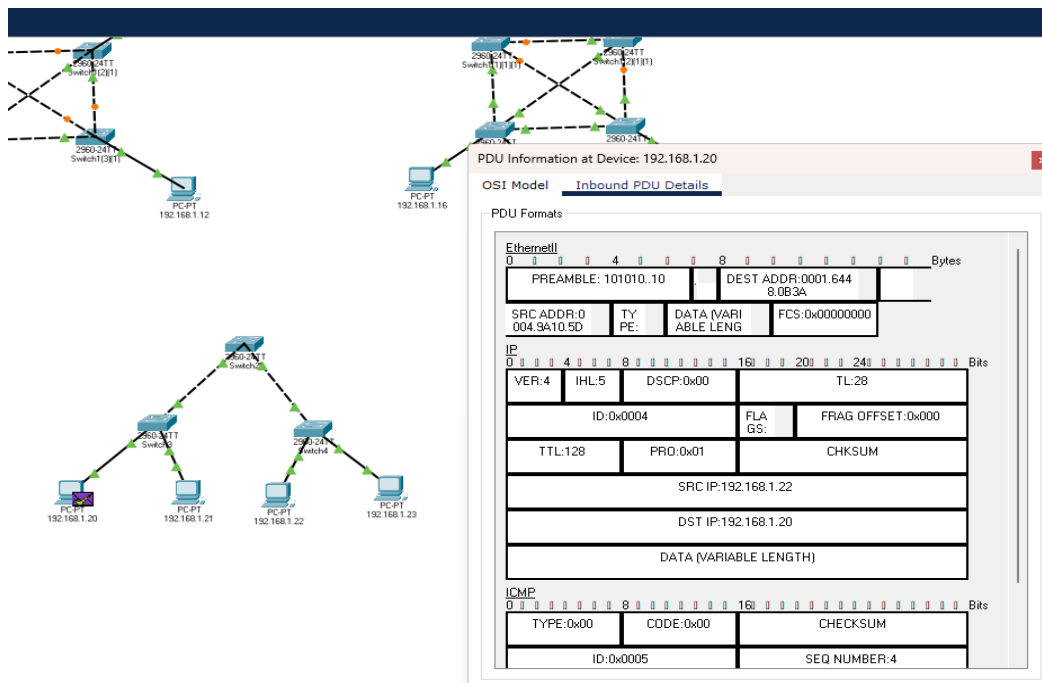 2960-24TT
Switch1(2)(1)
2960-24TT
Switch1(3)(1)
PC-PT
192.168.1.12
2960-24TT
Switch1(1)(1)(1)
2960-24TT
Switch1(2)(1)(1)
2960-24TT
2960-24TT
PC-PT
192.168.1.16
PDU Information at Device: 192.168.1.20
OSI Model Inbound PDU Details
PDU Formats
EthernetII
0 4 8 Bytes
PREAMBLE: 101010..10 . DEST ADDR:0001.644
8.0B3A
SRC ADDR:0
004.9A10.5D
TY
PE:
DATA (VARI
ABLE LENG
FCS:0x00000000
IP
0 4 8 16 20 24 Bits
VER:4 IHL:5 DSCP:0x00 TL:28
ID:0x0004 FLA
GS:
FRAG OFFSET:0x000
TTL:128 PRO:0x01 CHKSUM
SRC IP:192.168.1.22
DST IP:192.168.1.20
DATA (VARIABLE LENGTH)
ICMP
0 8 16 Bits
TYPE:0x00 CODE:0x00 CHECKSUM
ID:0x0005 SEQ NUMBER:4
2960-24TT
2960-24TT
Switch3
2960-24TT
Switch4
PC-PT
192.168.1.20
PC-PT
192.168.1.21
PC-PT
192.168.1.22
PC-PT
192.168.1.23